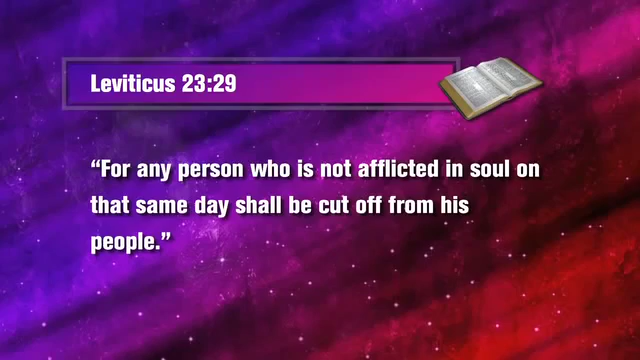 Leviticus 23:29
“For any person who is not afflicted in soul on
that same day shall be cut off from his
people.”